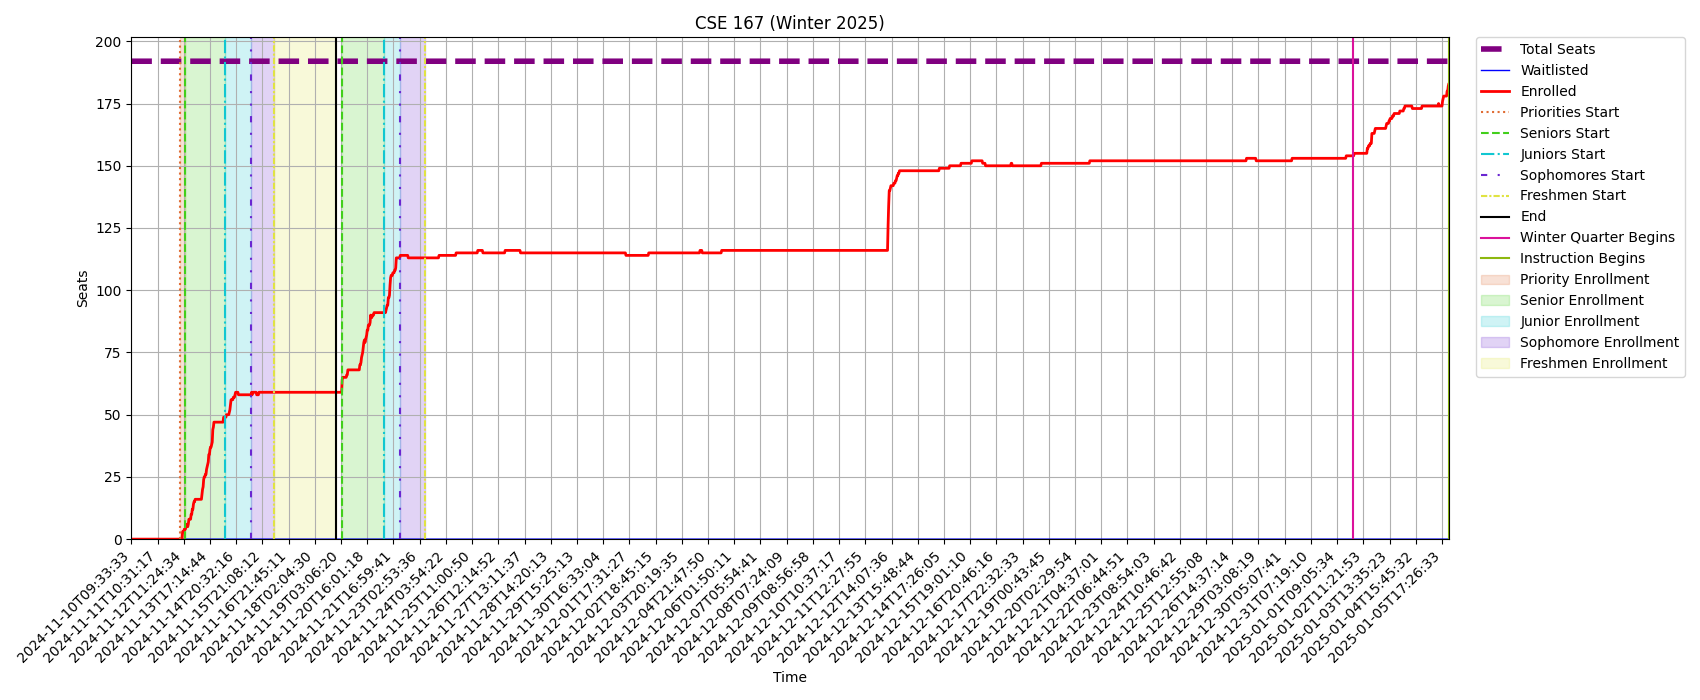 CSE 167 (Winter 2025)
200
175
150
125
100
75
50
25
0
Seats
2024-11-10T09:33:33
2024-11-11T10:31:17
2024-11-12T11:24:34
2024-11-13T17:14:44
2024-11-14T20:32:16
2024-11-15T21:08:12
2024-11-16T21:45:11
2024-11-18T02:04:30
2024-11-19T03:06:20
2024-11-20T16:01:18
2024-11-21T16:59:41
2024-11-23T02:53:36
2024-11-24T03:54:22
2024-11-25T11:00:50
2024-11-26T12:14:52
2024-11-27T13:11:37
2024-11-28T14:20:13
2024-11-29T15:25:13
2024-11-30T16:33:04
2024-12-01T17:31:27
2024-12-02T18:45:15
2024-12-03T20:19:35
2024-12-04T21:47:50
2024-12-06T01:50:11
2024-12-07T05:54:41
2024-12-08T07:24:09
2024-12-09T08:56:58
2024-12-10T10:37:17
2024-12-11T12:27:55
2024-12-12T14:07:36
2024-12-13T15:48:44
2024-12-14T17:26:05
2024-12-15T19:01:10
2024-12-16T20:46:16
2024-12-17T22:32:33
2024-12-19T00:43:45
2024-12-20T02:29:54
2024-12-21T04:37:01
2024-12-22T06:44:51
2024-12-23T08:54:03
2024-12-24T10:46:42
2024-12-25T12:55:08
2024-12-26T14:37:14
2024-12-29T03:08:19
2024-12-30T05:07:41
2024-12-31T07:19:10
2025-01-01T09:05:34
2025-01-02T11:21:53
2025-01-03T13:35:23
2025-01-04T15:45:32
2025-01-05T17:26:33
Time
Total Seats
Waitlisted
Enrolled
Priorities Start
Seniors Start
Juniors Start
Sophomores Start
Freshmen Start
End
Winter Quarter Begins
Instruction Begins
Priority Enrollment
Senior Enrollment
Junior Enrollment
Sophomore Enrollment
Freshmen Enrollment